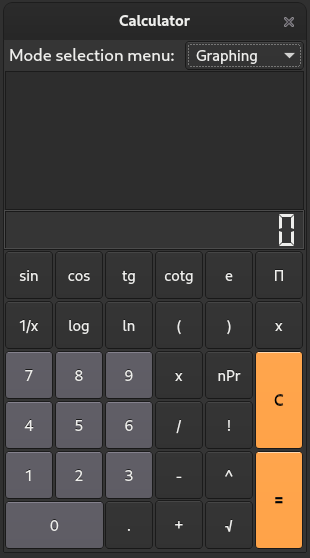 Calculator
Mode selection menu: Graphing
0
sin cos tg cotg e Π
1/x log ln ( ) x
7 8 9 x nPr C
4 5 6 / !
1 2 3 - ^ =
0 . + √